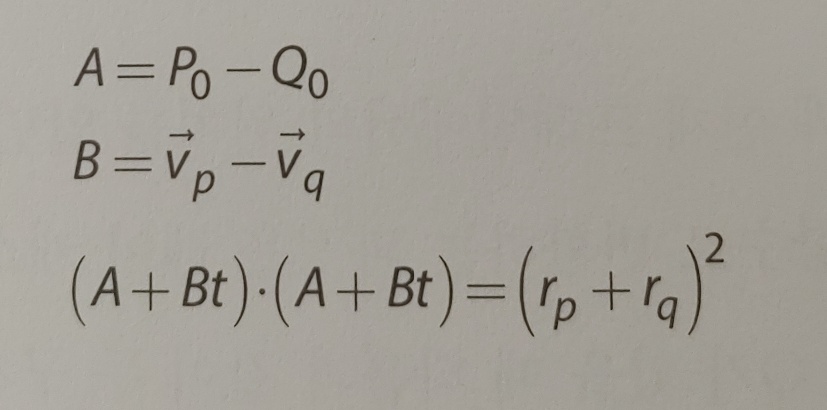 A = P₀ − Q₀
B = v⃗ₚ − v⃗_q
(A + Bt)·(A + Bt) = (rₚ + r_q)²